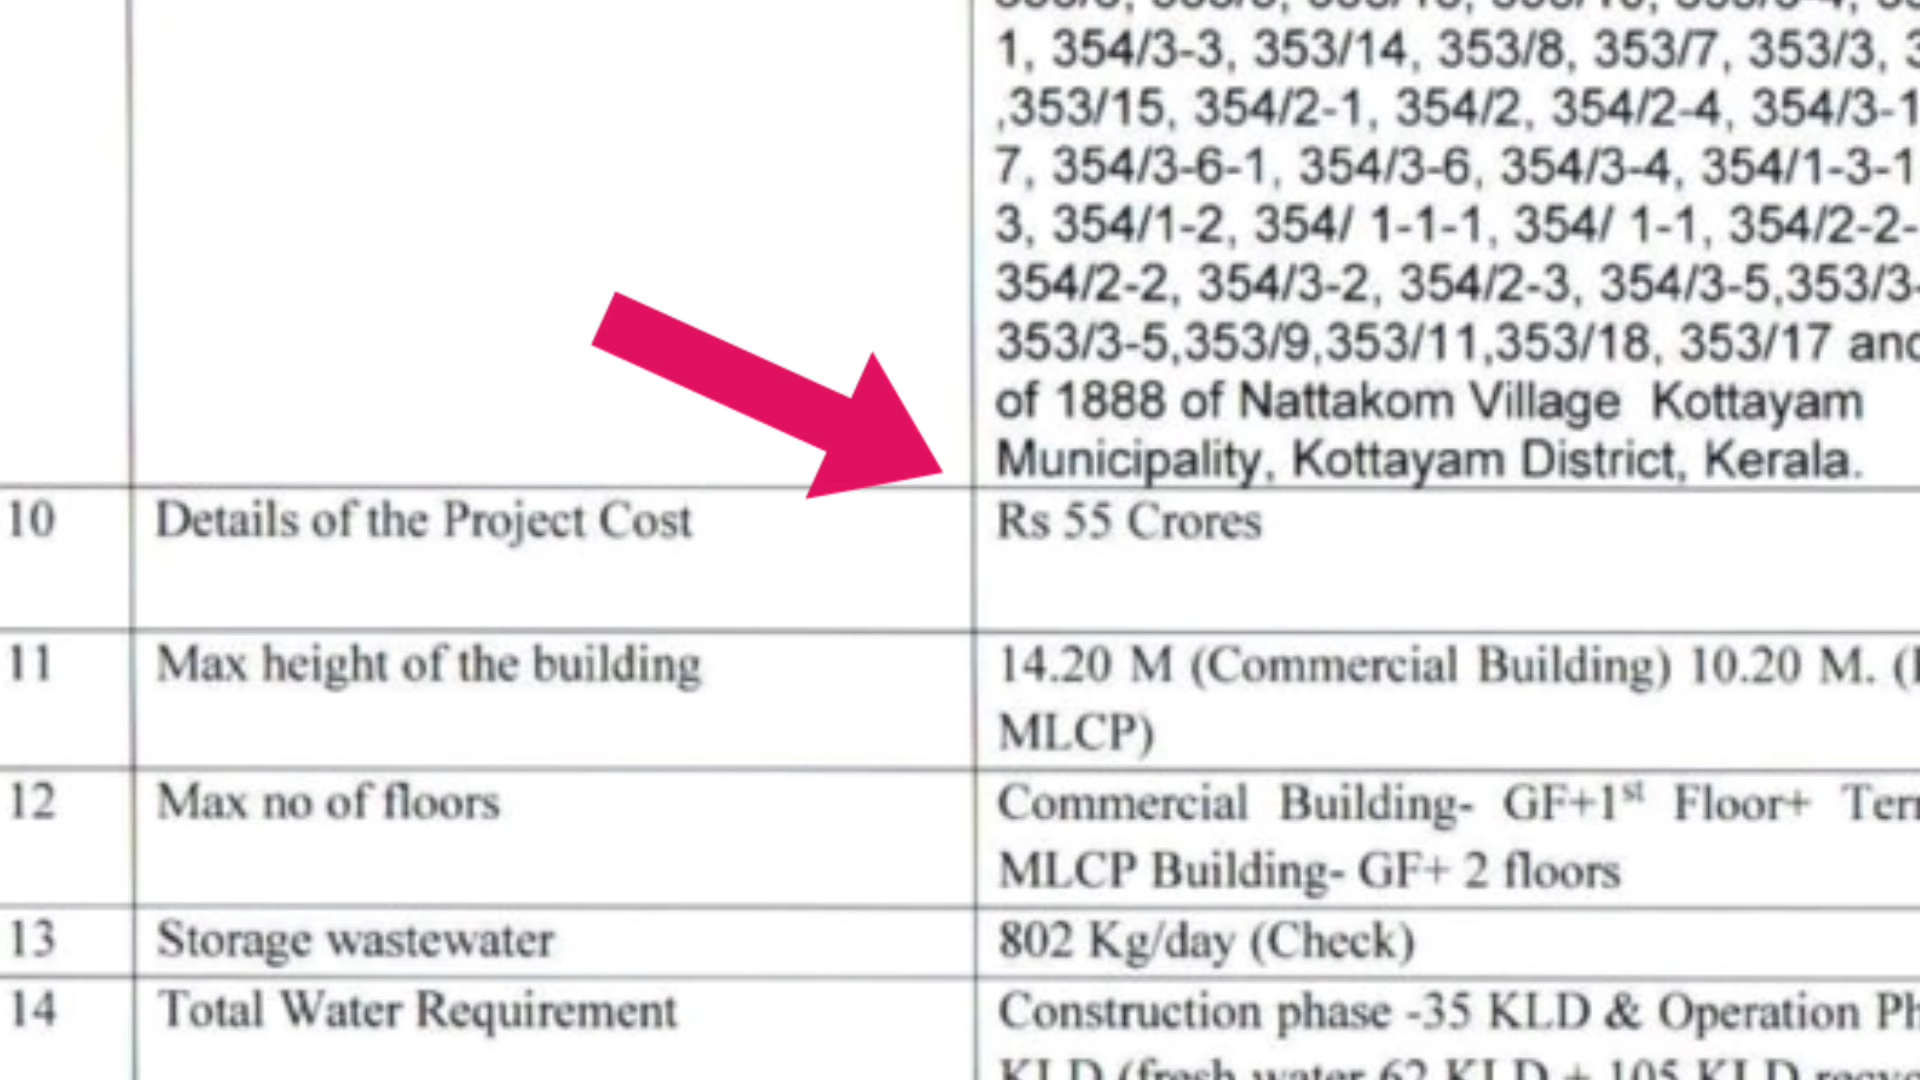 1, 354/3-3, 353/14, 353/8, 353/7, 353/3,
,353/15, 354/2-1, 354/2, 354/2-4, 354/3-1
7, 354/3-6-1, 354/3-6, 354/3-4, 354/1-3-1
3, 354/1-2, 354/ 1-1-1, 354/ 1-1, 354/2-2-
354/2-2, 354/3-2, 354/2-3, 354/3-5,353/3-
353/3-5,353/9,353/11,353/18, 353/17 and
of 1888 of Nattakom Village Kottayam
Municipality, Kottayam District, Kerala.
10 Details of the Project Cost Rs 55 Crores
11 Max height of the building 14.20 M (Commercial Building) 10.20 M. (
MLCP)
12 Max no of floors Commercial Building- GF+1st Floor+
MLCP Building- GF+ 2 floors
13 Storage wastewater 802 Kg/day (Check)
14 Total Water Requirement Construction phase -35 KLD & Operation
KLD (fresh water 62 KLD + 105 KLD